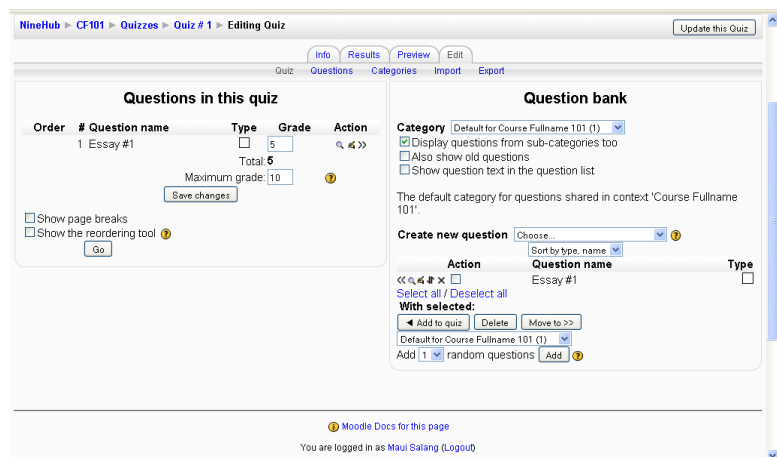 NineHub ► CF101 ► Quizzes ► Quiz # 1 ► Editing Quiz
Update this Quiz
Info Results Preview Edit
Quiz Questions Categories Import Export
Questions in this quiz
Order # Question name Type Grade Action
1 Essay #1 5
Total: 5
Maximum grade: 10
Save changes
Show page breaks
Show the reordering tool
Go
Question bank
Category Default for Course Fullname 101 (1)
Display questions from sub-categories too
Also show old questions
Show question text in the question list
The default category for questions shared in context 'Course Fullname
101'.
Create new question Choose...
Sort by type, name
Action Question name Type
Essay #1
Select all / Deselect all
With selected:
◄ Add to quiz Delete Move to >>
Default for Course Fullname 101 (1)
Add 1 random questions Add
Moodle Docs for this page
You are logged in as Maui Salang (Logout)